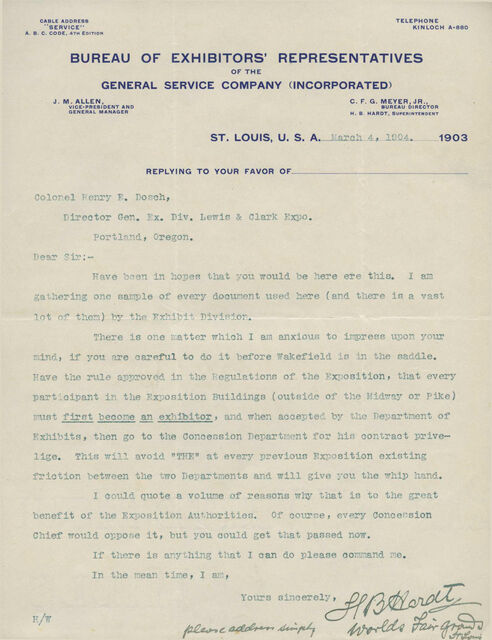 CABLE ADDRESS
"SERVICE"
A. B. C. CODE, 4TH EDITION
TELEPHONE
KINLOCH A-880
BUREAU OF EXHIBITORS' REPRESENTATIVES
OF THE
GENERAL SERVICE COMPANY (INCORPORATED)
J. M. ALLEN,
VICE-PRESIDENT AND
GENERAL MANAGER
C. F. G. MEYER, JR.,
BUREAU DIRECTOR
H. B. HARDT, SUPERINTENDENT
ST. LOUIS, U. S. A. March 4, 1904. 1903
REPLYING TO YOUR FAVOR OF
Colonel Henry E. Dosch,
Director Gen. Ex. Div. Lewis & Clark Expo.
Portland, Oregon.
Dear Sir:-
Have been in hopes that you would be here ere this. I am
gathering one sample of every document used here (and there is a vast
lot of them) by the Exhibit Division.
There is one matter which I am anxious to impress upon your
mind, if you are careful to do it before Wakefield is in the saddle.
Have the rule approved in the Regulations of the Exposition, that every
participant in the Exposition Buildings (outside of the Midway or Pike)
must first become an exhibitor, and when accepted by the Department of
Exhibits, then go to the Concession Department for his contract prive-
lige. This will avoid "THE" at every previous Exposition existing
friction between the two Departments and will give you the whip hand.
I could quote a volume of reasons why that is to the great
benefit of the Exposition Authorities. Of course, every Concession
Chief would oppose it, but you could get that passed now.
If there is anything that I can do please command me.
In the mean time, I am,
Yours sincerely,
H B Hardt
H/W
please address simply
Worlds Fair Grounds
St Louis